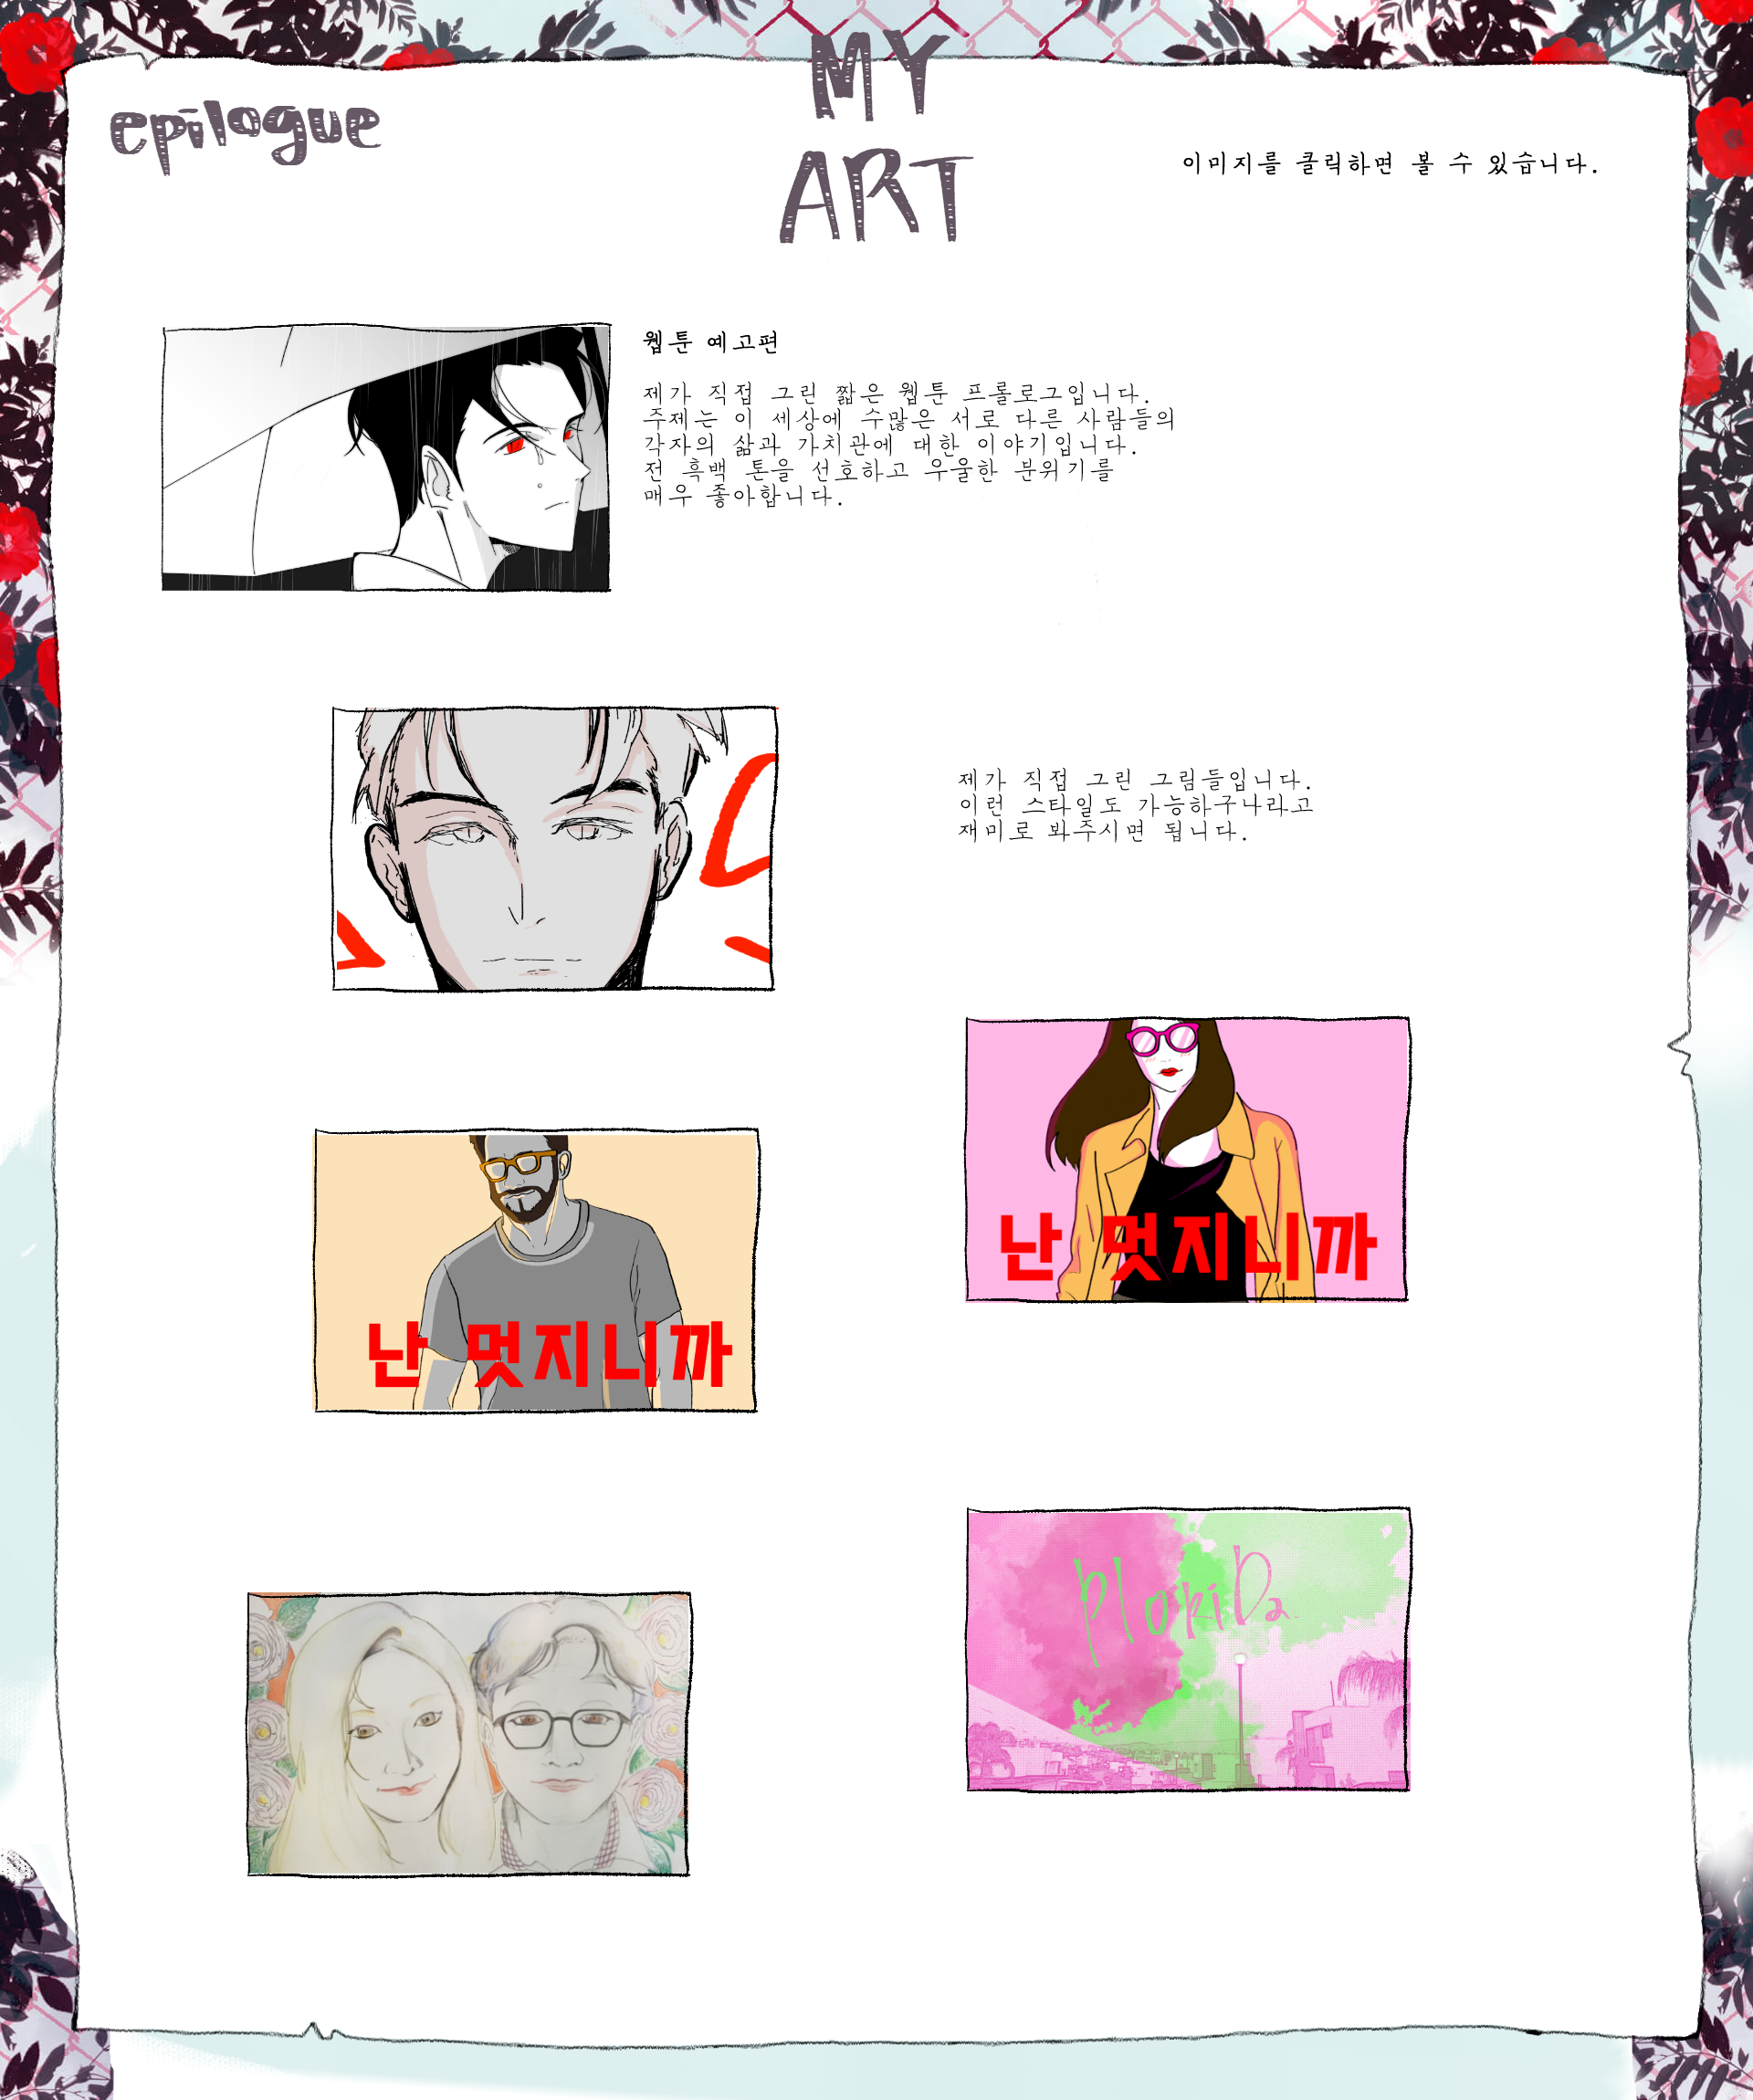 epilogue
MY
ART
이미지를 클릭하면 볼 수 있습니다.
웹툰 예고편
제가 직접 그린 짧은 웹툰 프롤로그입니다.
주제는 이 세상에 수많은 서로 다른 사람들의
각자의 삶과 가치관에 대한 이야기입니다.
전 흑백 톤을 선호하고 우울한 분위기를
매우 좋아합니다.
제가 직접 그린 그림들입니다.
이런 스타일도 가능하구나라고
재미로 봐주시면 됩니다.
난 멋지니까
난 멋지니까
plokiDa